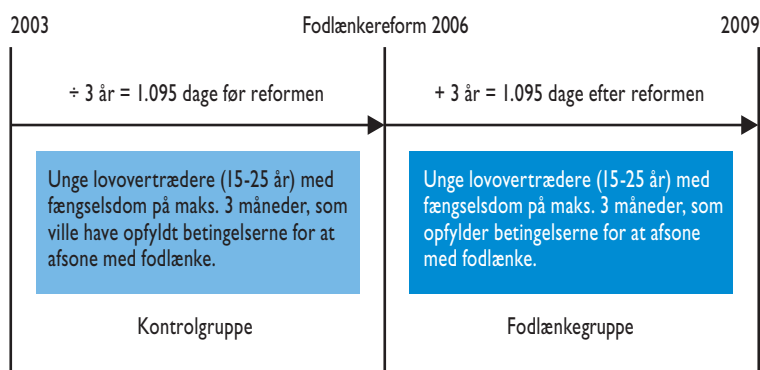 2003 Fodlænkereform 2006 2009
÷ 3 år = 1.095 dage før reformen
+ 3 år = 1.095 dage efter reformen
Unge lovovertrædere (15-25 år) med
fængselsdom på maks. 3 måneder, som
ville have opfyldt betingelserne for at
afsone med fodlænke.
Unge lovovertrædere (15-25 år) med
fængselsdom på maks. 3 måneder, som
opfylder betingelserne for at afsone
med fodlænke.
Kontrolgruppe
Fodlænkegruppe